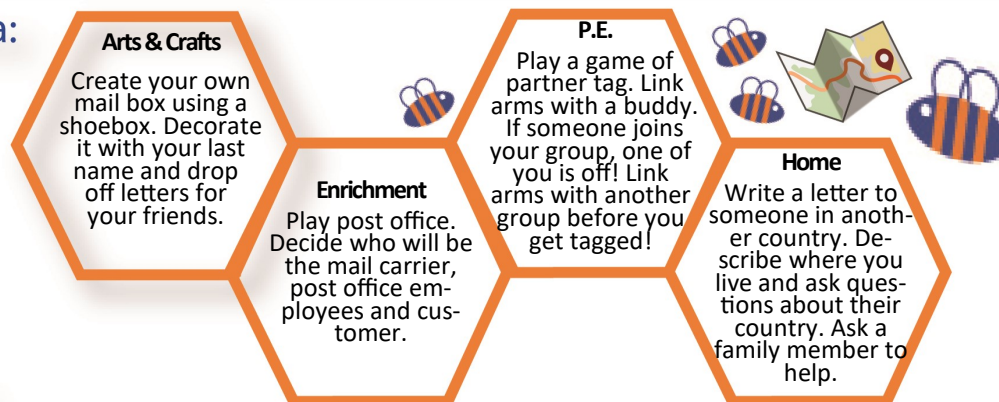 a:
Arts & Crafts
Create your own
mail box using a
shoebox. Decorate
it with your last
name and drop
off letters for
your friends.
Enrichment
Play post office.
Decide who will be
the mail carrier,
post office em-
ployees and cus-
tomer.
P.E.
Play a game of
partner tag. Link
arms with a buddy.
If someone joins
your group, one of
you is off! Link
arms with another
group before you
get tagged!
Home
Write a letter to
someone in anoth-
er country. De-
scribe where you
live and ask ques-
tions about their
country. Ask a
family member to
help.